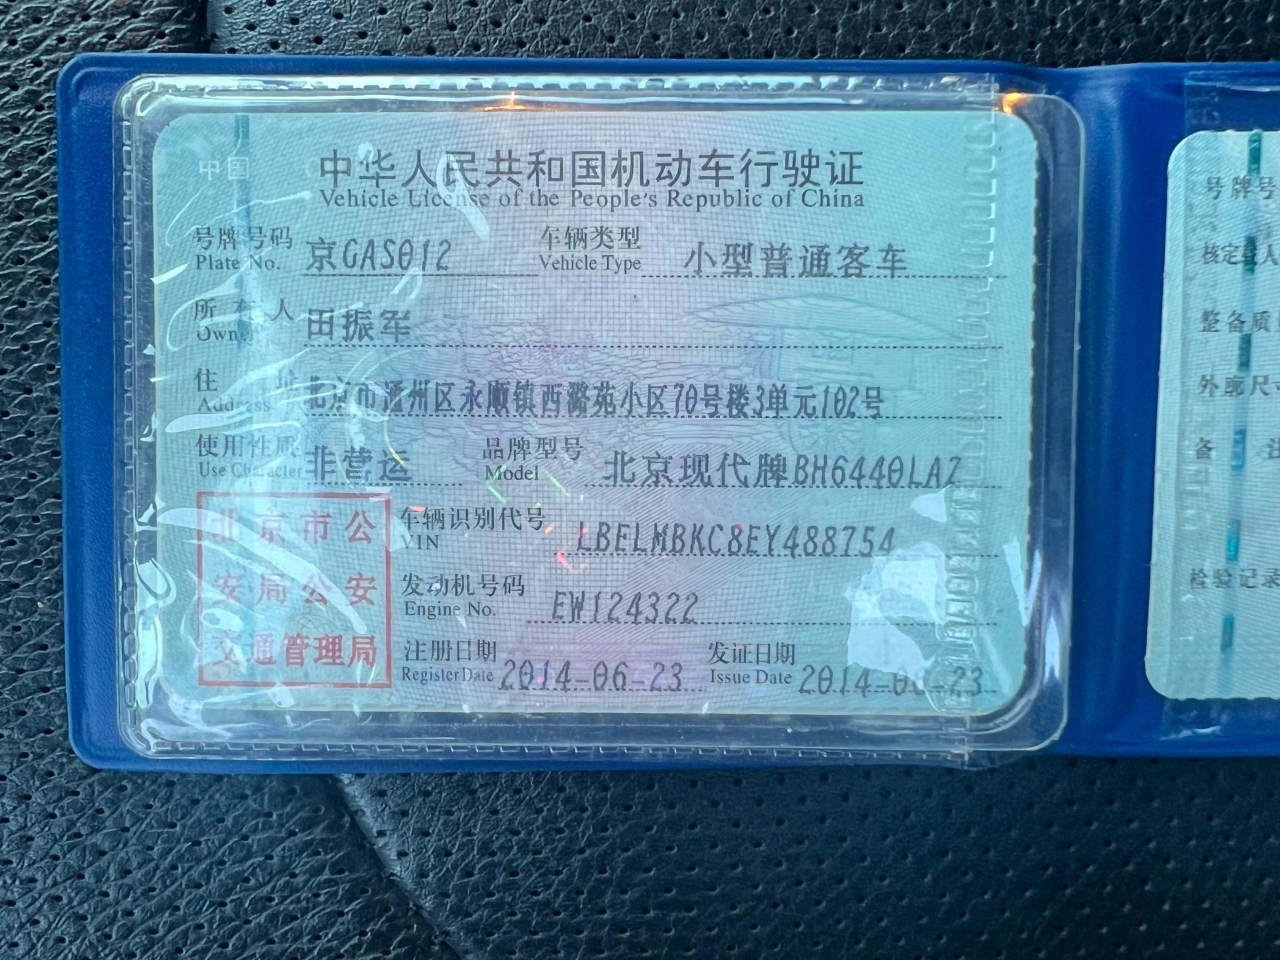 中国
中华人民共和国机动车行驶证
Vehicle License of the People's Republic of China
号牌号码 京GAS012 车辆类型 小型普通客车
Plate No. Vehicle Type
所有人 田振军
Owner
住址 北京市通州区永顺镇西潞苑小区70号楼3单元102号
Address
使用性质 非营运 品牌型号 北京现代牌BH6440LAZ
Use Character Model
北京市公
安局公安
交通管理局
车辆识别代号 LBELMBKC8EY488754
VIN
发动机号码 EW124322
Engine No.
注册日期 2014-06-23 发证日期 2014-06-23
Register Date Issue Date
号牌号
核定载人
整备质
外廓尺
备注
检验记录